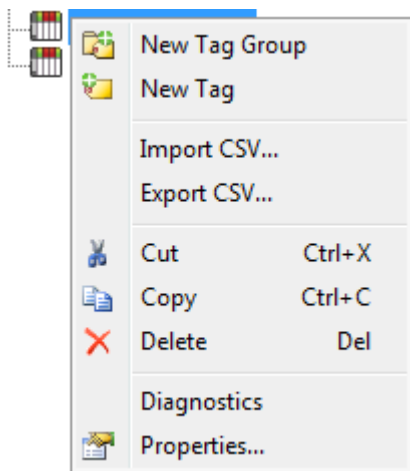 New Tag Group
New Tag
Import CSV...
Export CSV...
Cut Ctrl+X
Copy Ctrl+C
Delete Del
Diagnostics
Properties...